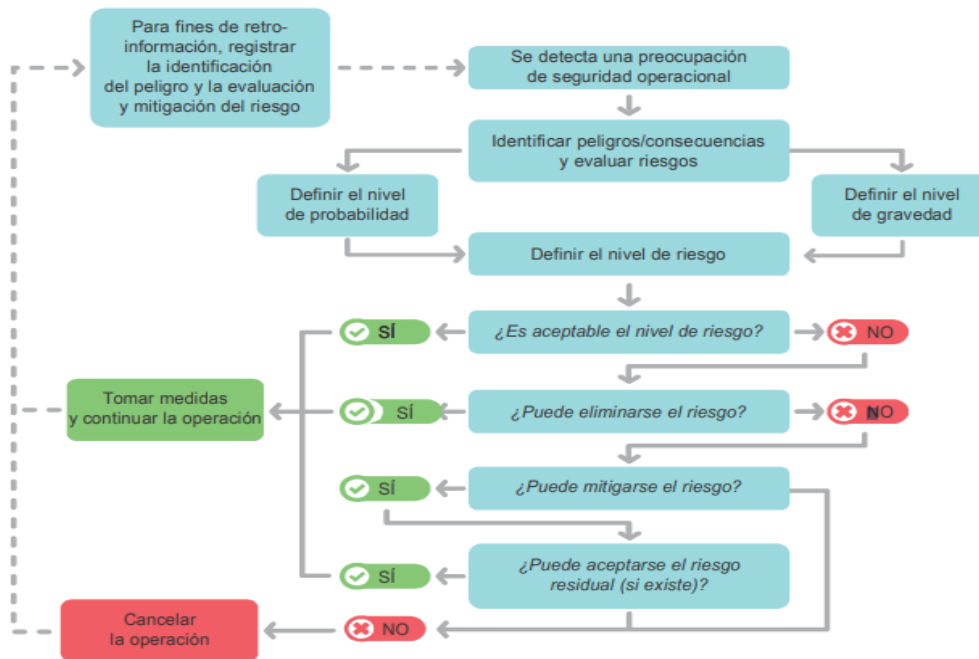 Para fines de retro-
información, registrar
la identificación
del peligro y la evaluación
y mitigación del riesgo
Se detecta una preocupación
de seguridad operacional
Identificar peligros/consecuencias
y evaluar riesgos
Definir el nivel
de probabilidad
Definir el nivel
de gravedad
Definir el nivel de riesgo
SÍ
¿Es aceptable el nivel de riesgo?
NO
Tomar medidas
y continuar la operación
SÍ
¿Puede eliminarse el riesgo?
NO
SÍ
¿Puede mitigarse el riesgo?
SÍ
¿Puede aceptarse el riesgo
residual (si existe)?
Cancelar
la operación
NO